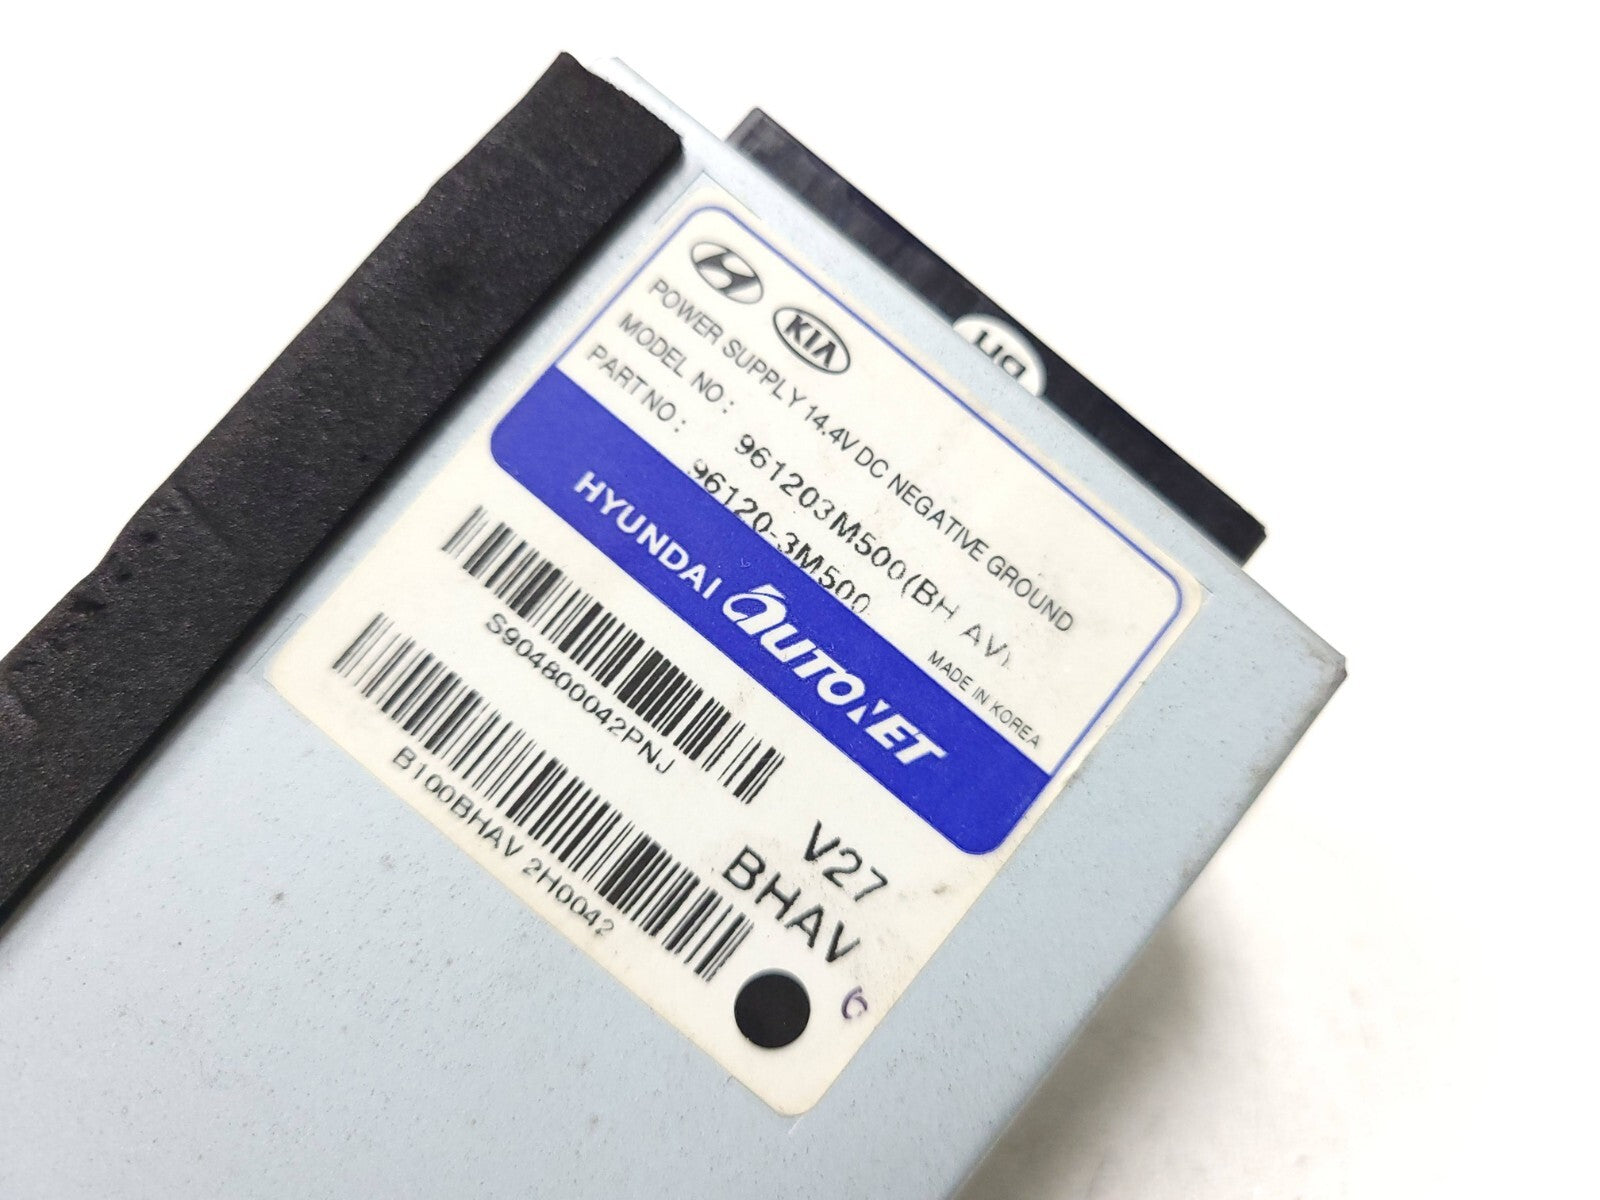 KIA
POWER SUPPLY 14.4V DC NEGATIVE GROUND
MODEL NO: 961203M500(BH AV)
PART NO: 96120-3M500
MADE IN KOREA
HYUNDAI AUTONET
S904800042PNJ
B100BHAV 2H0042
V27
BHAV
6